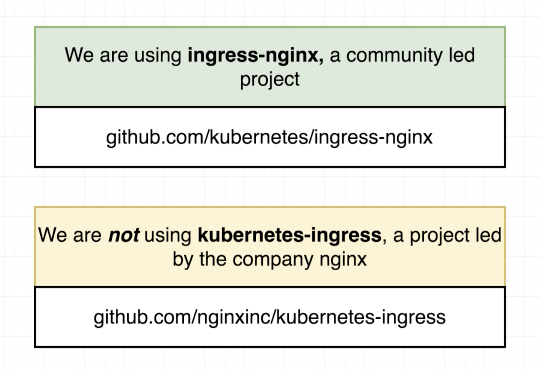 We are using ingress-nginx, a community led
project
github.com/kubernetes/ingress-nginx
We are not using kubernetes-ingress, a project led
by the company nginx
github.com/nginxinc/kubernetes-ingress